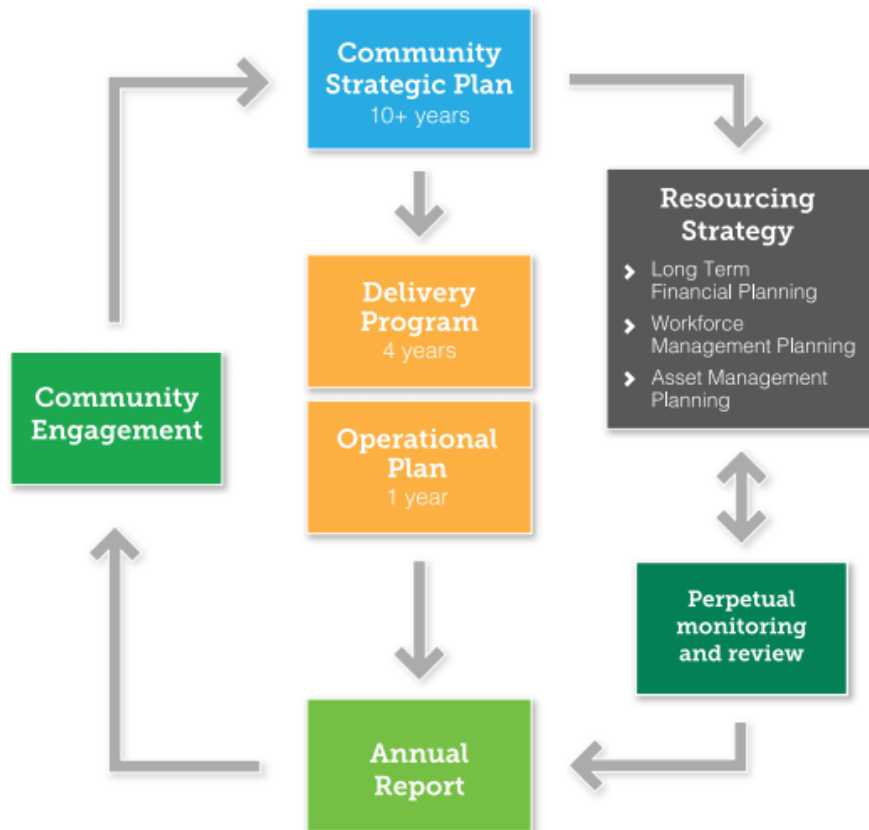 Community
Strategic Plan
10+ years
Resourcing
Strategy
Long Term
Financial Planning
Workforce
Management Planning
Asset Management
Planning
Delivery
Program
4 years
Community
Engagement
Operational
Plan
1 year
Perpetual
monitoring
and review
Annual
Report